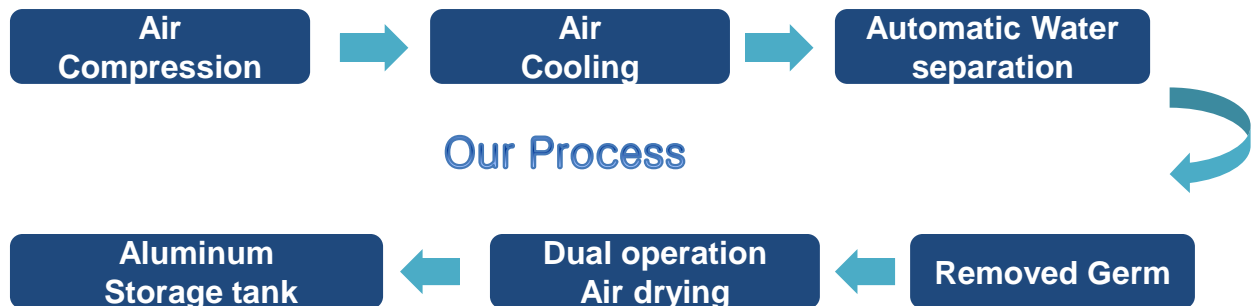 Air
Compression
Air
Cooling
Automatic Water
separation
Our Process
Removed Germ
Dual operation
Air drying
Aluminum
Storage tank